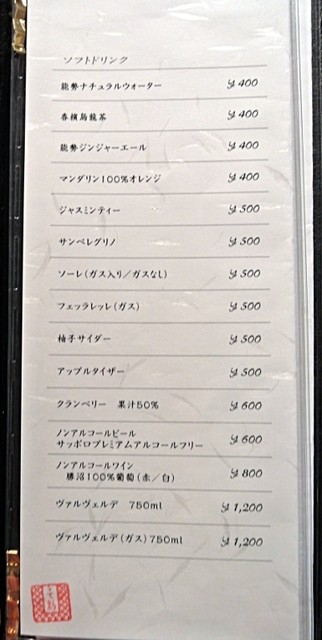 ソフトドリンク
能勢ナチュラルウォーター ¥400
香檳烏龍茶 ¥400
能勢ジンジャーエール ¥400
マンダリン100%オレンジ ¥400
ジャスミンティー ¥500
サンペレグリノ ¥500
ソーレ(ガス入り/ガスなし) ¥500
フェッラレッレ(ガス) ¥500
柚子サイダー ¥500
アップルタイザー ¥500
クランベリー 果汁50% ¥600
ノンアルコールビール
サッポロプレミアムアルコールフリー ¥600
ノンアルコールワイン
勝沼100%葡萄(赤/白) ¥800
ヴァルヴェルデ 750ml ¥1,200
ヴァルヴェルデ(ガス)750ml ¥1,200